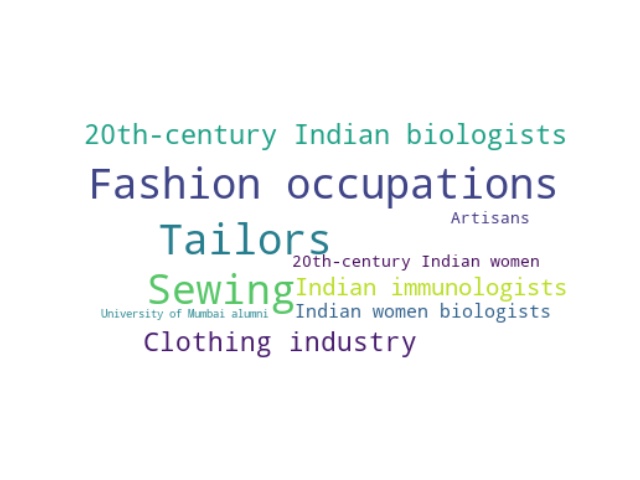 20th-century Indian biologists
Fashion occupations
Artisans
Tailors
20th-century Indian women
Sewing
Indian immunologists
University of Mumbai alumni
Indian women biologists
Clothing industry